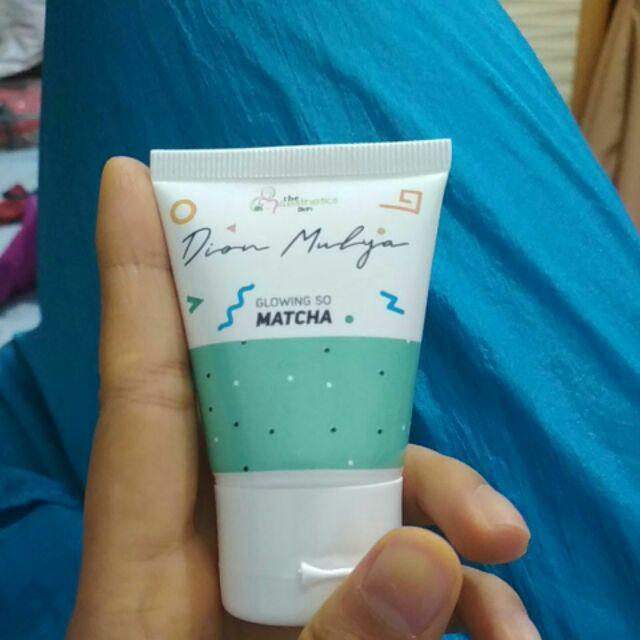 the
aesthetics
skin
Dion Mulya
GLOWING SO
MATCHA